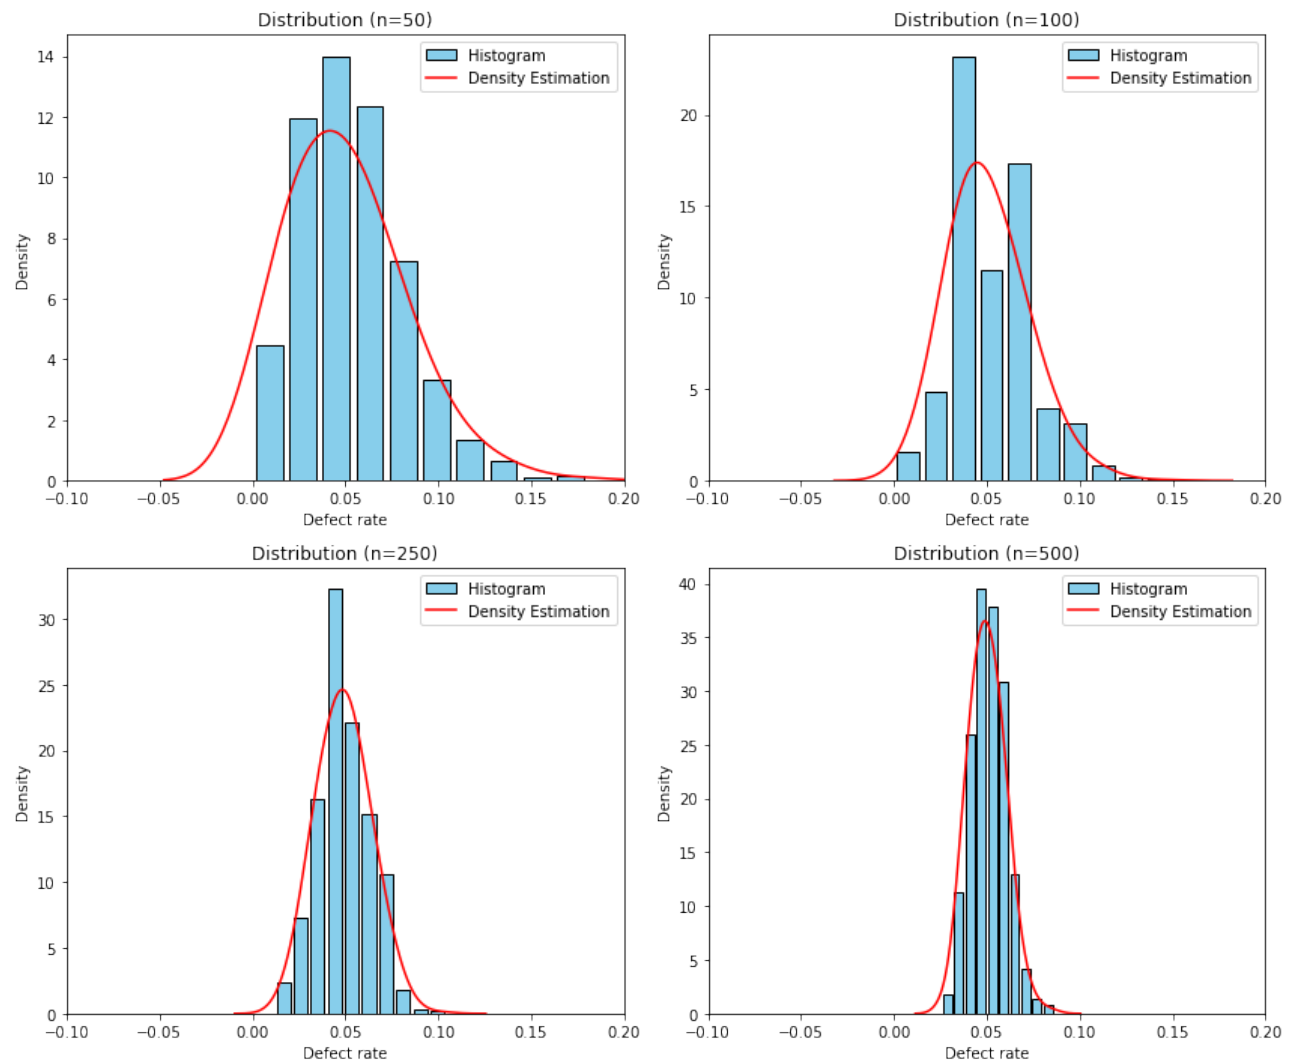 Distribution (n=50)
Histogram
Density Estimation
14
12
10
8
6
4
2
0
Density
−0.10
−0.05
0.00
0.05
0.10
0.15
0.20
Defect rate
Distribution (n=100)
Histogram
Density Estimation
20
15
10
5
0
Density
−0.10
−0.05
0.00
0.05
0.10
0.15
0.20
Defect rate
Distribution (n=250)
Histogram
Density Estimation
30
25
20
15
10
5
0
Density
−0.10
−0.05
0.00
0.05
0.10
0.15
0.20
Defect rate
Distribution (n=500)
Histogram
Density Estimation
40
35
30
25
20
15
10
5
0
Density
−0.10
−0.05
0.00
0.05
0.10
0.15
0.20
Defect rate